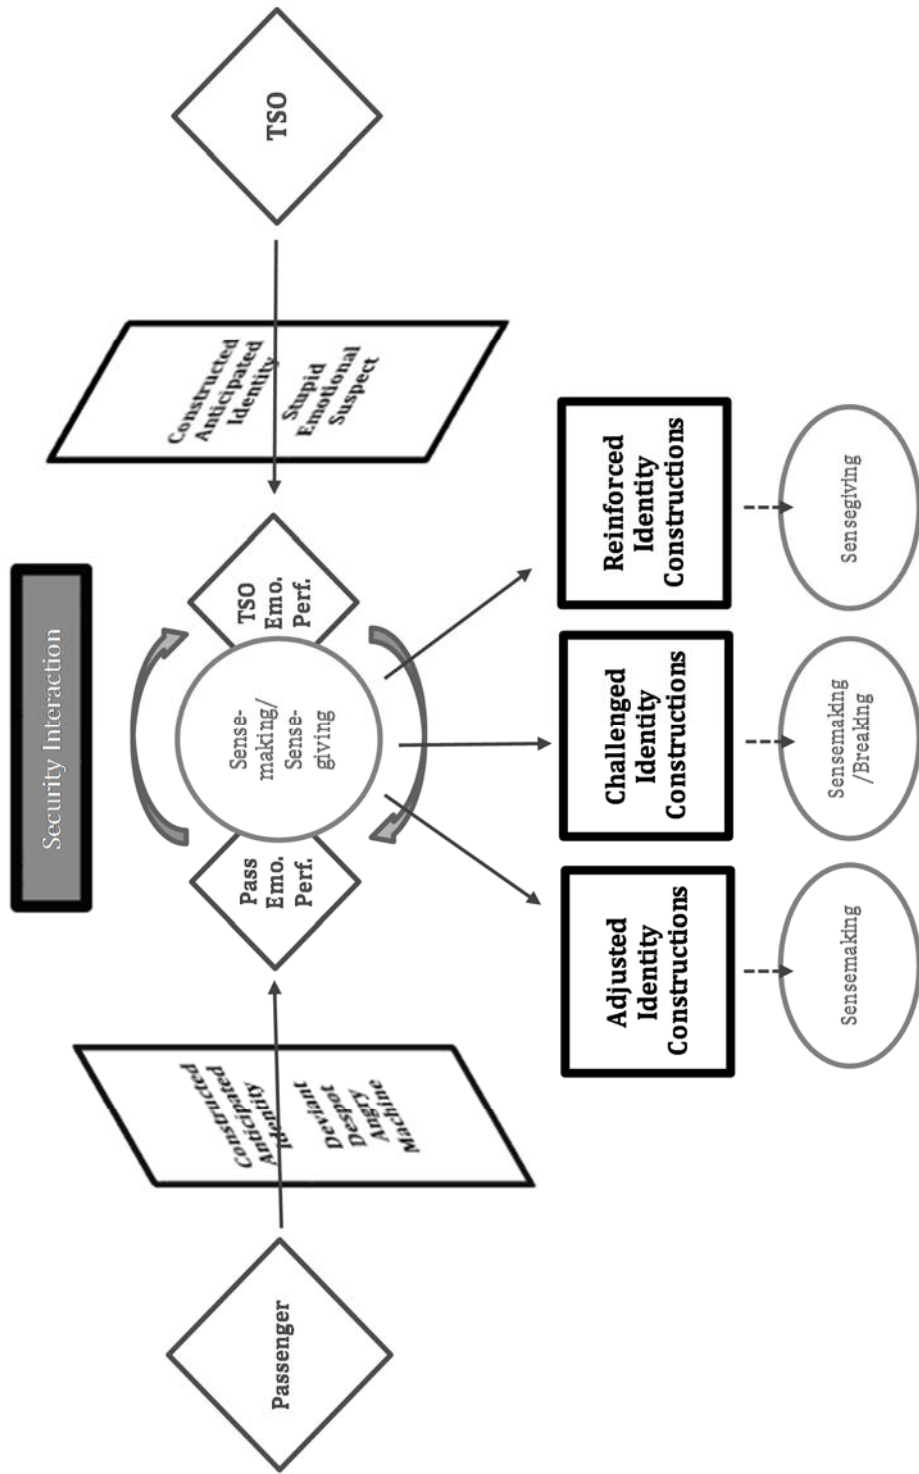 Security Interaction
Passenger
Constructed
Anticipated
Identity
Deviant
Despot
Angry
Machine
Pass
Emo.
Perf.
Sense-
making/
Sense-
giving
TSO
Emo.
Perf.
Constructed
Anticipated
Identity
Stupid
Emotional
Suspect
TSO
Adjusted
Identity
Constructions
Challenged
Identity
Constructions
Reinforced
Identity
Constructions
Sensemaking
Sensemaking
/Breaking
Sensegiving